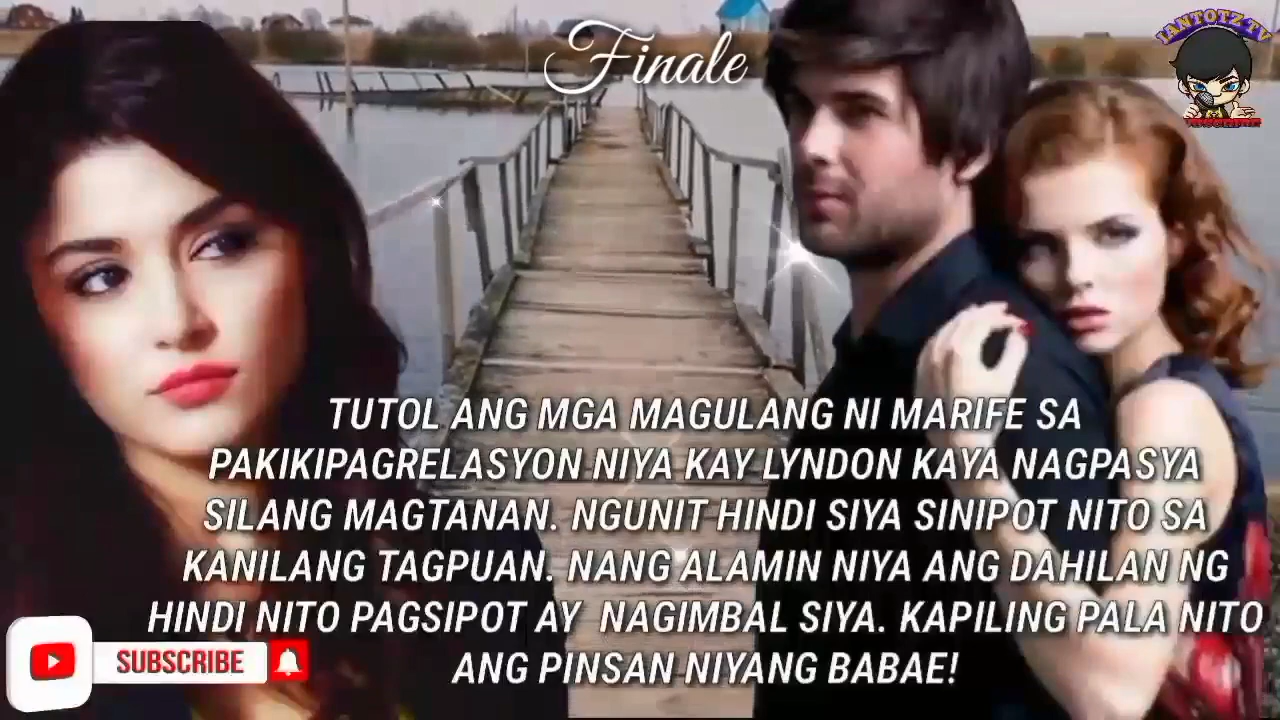 Finale
IANTOTZ TV
TUTOL ANG MGA MAGULANG NI MARIFE SA
PAKIKIPAGRELASYON NIYA KAY LYNDON KAYA NAGPASYA
SILANG MAGTANAN. NGUNIT HINDI SIYA SINIPOT NITO SA
KANILANG TAGPUAN. NANG ALAMIN NIYA ANG DAHILAN NG
HINDI NITO PAGSIPOT AY NAGIMBAL SIYA. KAPILING PALA NITO
ANG PINSAN NIYANG BABAE!
SUBSCRIBE